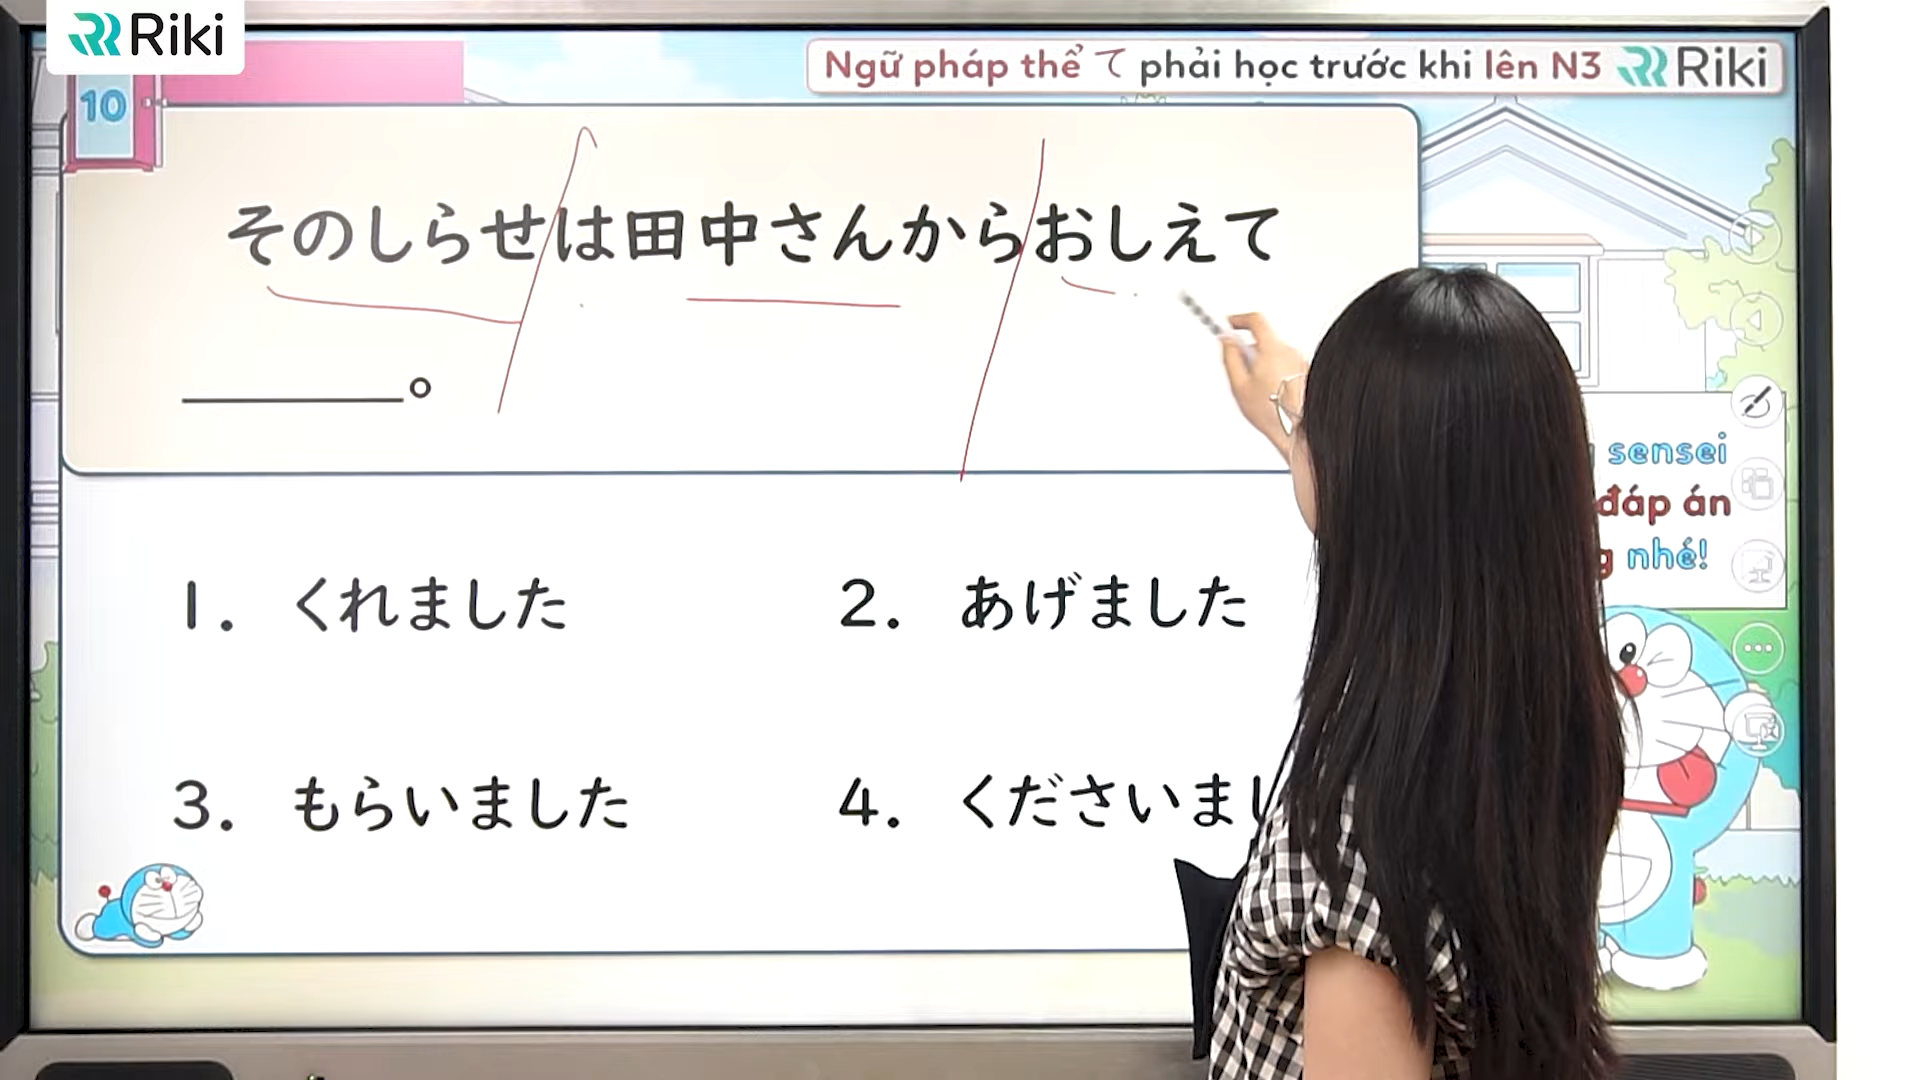 Riki
Ngữ pháp thể て phải học trước khi lên N3 Riki
10
そのしらせは田中さんからおしえて
______。
sensei
đáp án
nhé!
1. くれました
2. あげました
3. もらいました
4. くださいまし